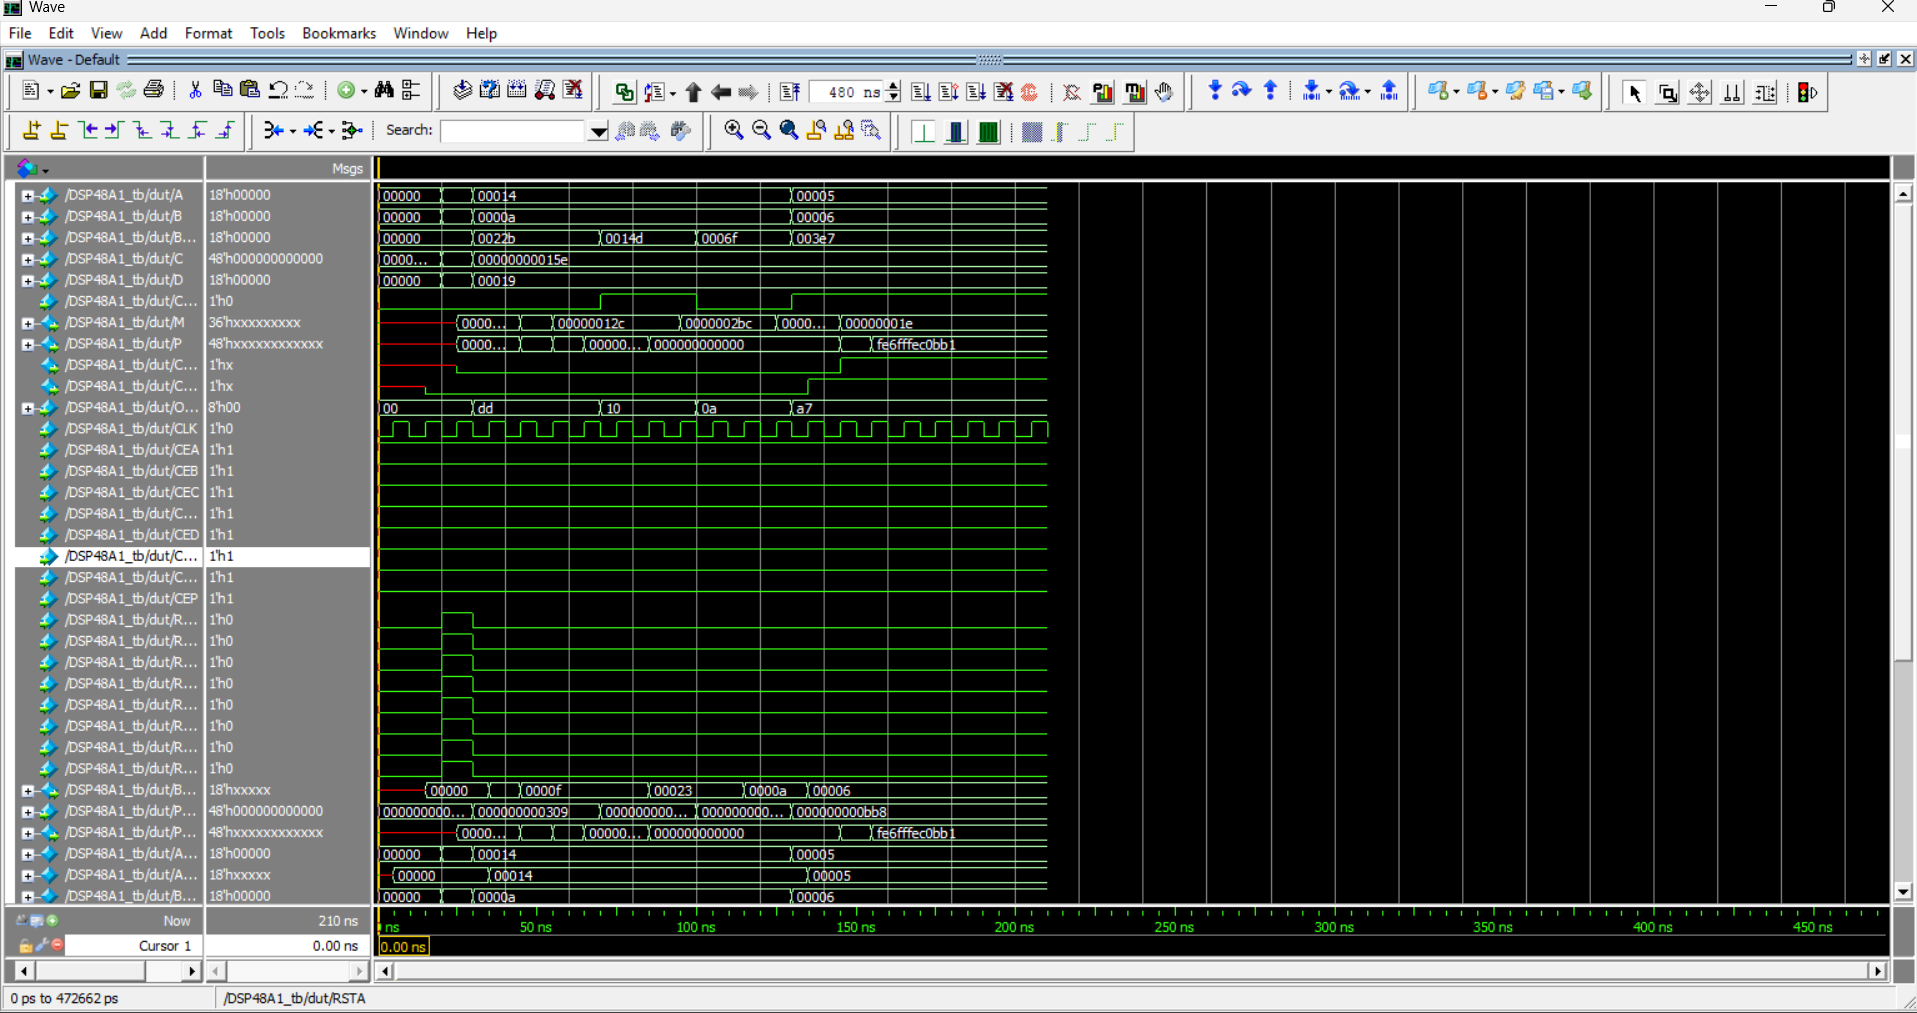 Wave
File Edit View Add Format Tools Bookmarks Window Help
Wave - Default
480 ns
Search:
Msgs
/DSP48A1_tb/dut/A 18'h00000 00000 00014 00005
/DSP48A1_tb/dut/B 18'h00000 00000 0000a 00006
/DSP48A1_tb/dut/B... 18'h00000 00000 0022b 0014d 0006f 003e7
/DSP48A1_tb/dut/C 48'h000000000000 0000... 00000000015e
/DSP48A1_tb/dut/D 18'h00000 00000 00019
/DSP48A1_tb/dut/C... 1'h0
/DSP48A1_tb/dut/M 36'hxxxxxxxxx 0000... 00000012c 0000002bc 0000... 00000001e
/DSP48A1_tb/dut/P 48'hxxxxxxxxxxxx 0000... 00000... 000000000000 fe6fffec0bb1
/DSP48A1_tb/dut/C... 1'hx
/DSP48A1_tb/dut/C... 1'hx
/DSP48A1_tb/dut/O... 8'h00 00 dd 10 0a a7
/DSP48A1_tb/dut/CLK 1'h0
/DSP48A1_tb/dut/CEA 1'h1
/DSP48A1_tb/dut/CEB 1'h1
/DSP48A1_tb/dut/CEC 1'h1
/DSP48A1_tb/dut/C... 1'h1
/DSP48A1_tb/dut/CED 1'h1
/DSP48A1_tb/dut/C... 1'h1
/DSP48A1_tb/dut/C... 1'h1
/DSP48A1_tb/dut/CEP 1'h1
/DSP48A1_tb/dut/R... 1'h0
/DSP48A1_tb/dut/R... 1'h0
/DSP48A1_tb/dut/R... 1'h0
/DSP48A1_tb/dut/R... 1'h0
/DSP48A1_tb/dut/R... 1'h0
/DSP48A1_tb/dut/R... 1'h0
/DSP48A1_tb/dut/R... 1'h0
/DSP48A1_tb/dut/R... 1'h0
/DSP48A1_tb/dut/B... 18'hxxxxx 00000 0000f 00023 0000a 00006
/DSP48A1_tb/dut/P... 48'h000000000000 000000000... 000000000309 000000000... 000000000... 000000000bb8
/DSP48A1_tb/dut/P... 48'hxxxxxxxxxxxx 0000... 00000... 000000000000 fe6fffec0bb1
/DSP48A1_tb/dut/A... 18'h00000 00000 00014 00005
/DSP48A1_tb/dut/A... 18'hxxxxx 00000 00014 00005
/DSP48A1_tb/dut/B... 18'h00000 00000 0000a 00006
Now 210 ns ns 50 ns 100 ns 150 ns 200 ns 250 ns 300 ns 350 ns 400 ns 450 ns
Cursor 1 0.00 ns 0.00 ns
0 ps to 472662 ps /DSP48A1_tb/dut/RSTA